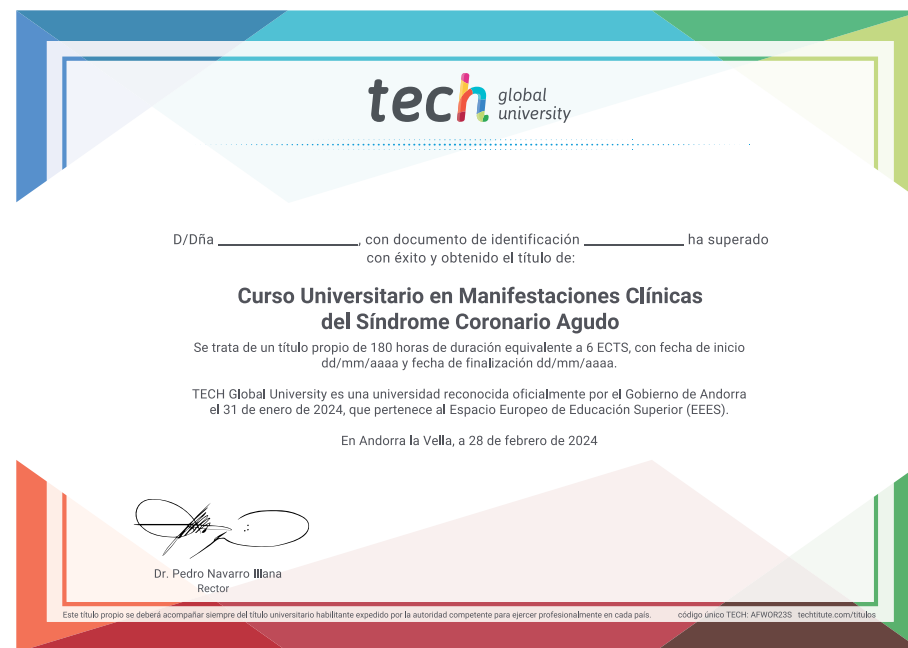 tech global university
D/Dña ____________________, con documento de identificación ______________ ha superado
con éxito y obtenido el título de:
Curso Universitario en Manifestaciones Clínicas
del Síndrome Coronario Agudo
Se trata de un título propio de 180 horas de duración equivalente a 6 ECTS, con fecha de inicio
dd/mm/aaaa y fecha de finalización dd/mm/aaaa.
TECH Global University es una universidad reconocida oficialmente por el Gobierno de Andorra
el 31 de enero de 2024, que pertenece al Espacio Europeo de Educación Superior (EEES).
En Andorra la Vella, a 28 de febrero de 2024
Dr. Pedro Navarro Illana
Rector
Este título propio se deberá acompañar siempre del título universitario habilitante expedido por la autoridad competente para ejercer profesionalmente en cada país. código único TECH: AFWOR23S techtitute.com/titulos